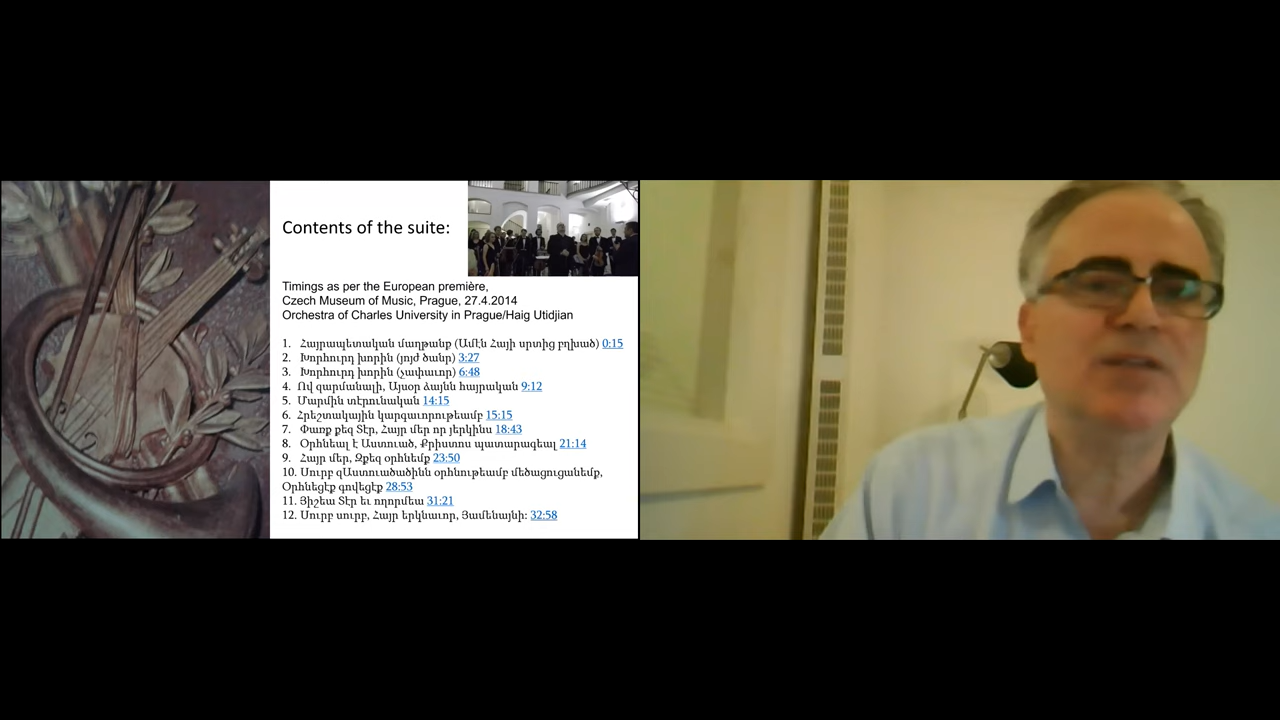 Contents of the suite:
Timings as per the European première,
Czech Museum of Music, Prague, 27.4.2014
Orchestra of Charles University in Prague/Haig Utidjian
1. Հայրապետական մաղթանք (Ամէն Հայի սրտից բղխած) 0:15
2. Խորհուրդ խորին (յոյժ ծանր) 3:27
3. Խորհուրդ խորին (չափաւոր) 6:48
4. Ով զարմանալի, Այսօր ձայնն հայրական 9:12
5. Մարմին տէրունական 14:15
6. Հրեշտակային կարգաւորութեամբ 15:15
7. Փառք քեզ Տէր, Հայր մեր որ յերկինս 18:43
8. Օրհնեալ է Աստուած, Քրիստոս պատարագեալ 21:14
9. Հայր մեր, Զքեզ օրհնեմք 23:50
10. Սուրբ զԱստուածածինն օրհնութեամբ մեծացուցանեմք,
Օրհնեցէք գովեցէք 28:53
11. Յիշեա Տէր եւ ողորմեա 31:21
12. Սուրբ սուրբ, Հայր երկնաւոր, Յամենայնի։ 32:58